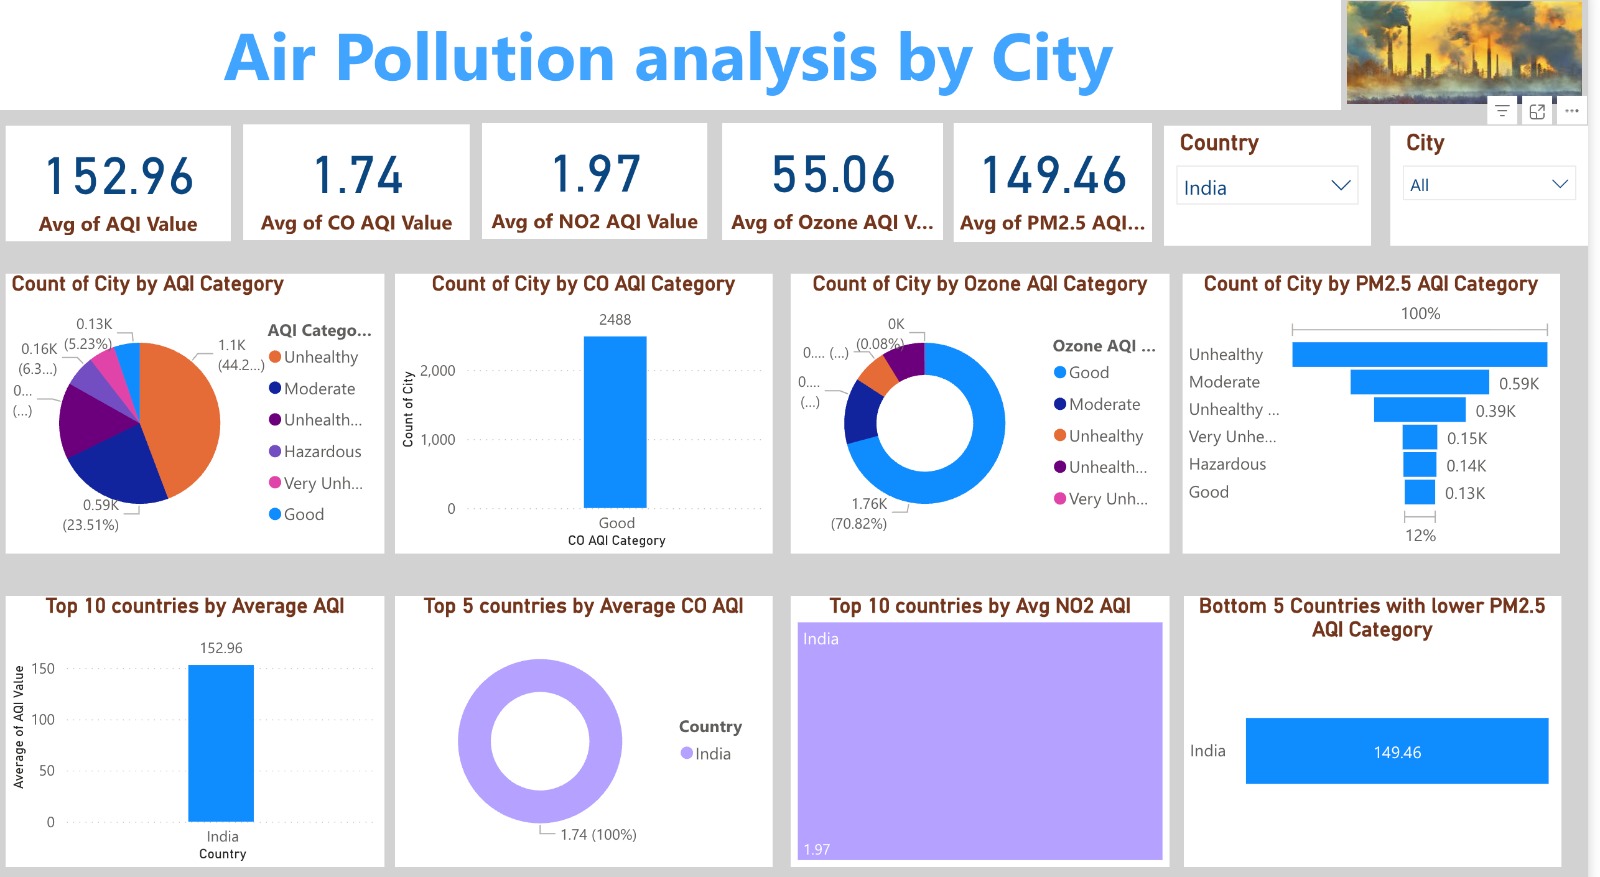 Air Pollution analysis by City
152.96
Avg of AQI Value
1.74
Avg of CO AQI Value
1.97
Avg of NO2 AQI Value
55.06
Avg of Ozone AQI V...
149.46
Avg of PM2.5 AQI...
Country
India
City
All
Count of City by AQI Category
0.13K
(5.23%)
0.16K
(6.3...)
0...
(...)
0.59K
(23.51%)
1.1K
(44.2...)
AQI Catego...
Unhealthy
Moderate
Unhealth...
Hazardous
Very Unh...
Good
Count of City by CO AQI Category
Count of City
2488
2,000
1,000
0
Good
CO AQI Category
Count of City by Ozone AQI Category
0K
(0.08%)
0.... (...)
0....
(...)
1.76K
(70.82%)
Ozone AQI ...
Good
Moderate
Unhealthy
Unhealth...
Very Unh...
Count of City by PM2.5 AQI Category
100%
Unhealthy
Moderate 0.59K
Unhealthy ... 0.39K
Very Unhe... 0.15K
Hazardous 0.14K
Good 0.13K
12%
Top 10 countries by Average AQI
Average of AQI Value
152.96
150
100
50
0
India
Country
Top 5 countries by Average CO AQI
Country
India
1.74 (100%)
Top 10 countries by Avg NO2 AQI
India
1.97
Bottom 5 Countries with lower PM2.5
AQI Category
India 149.46